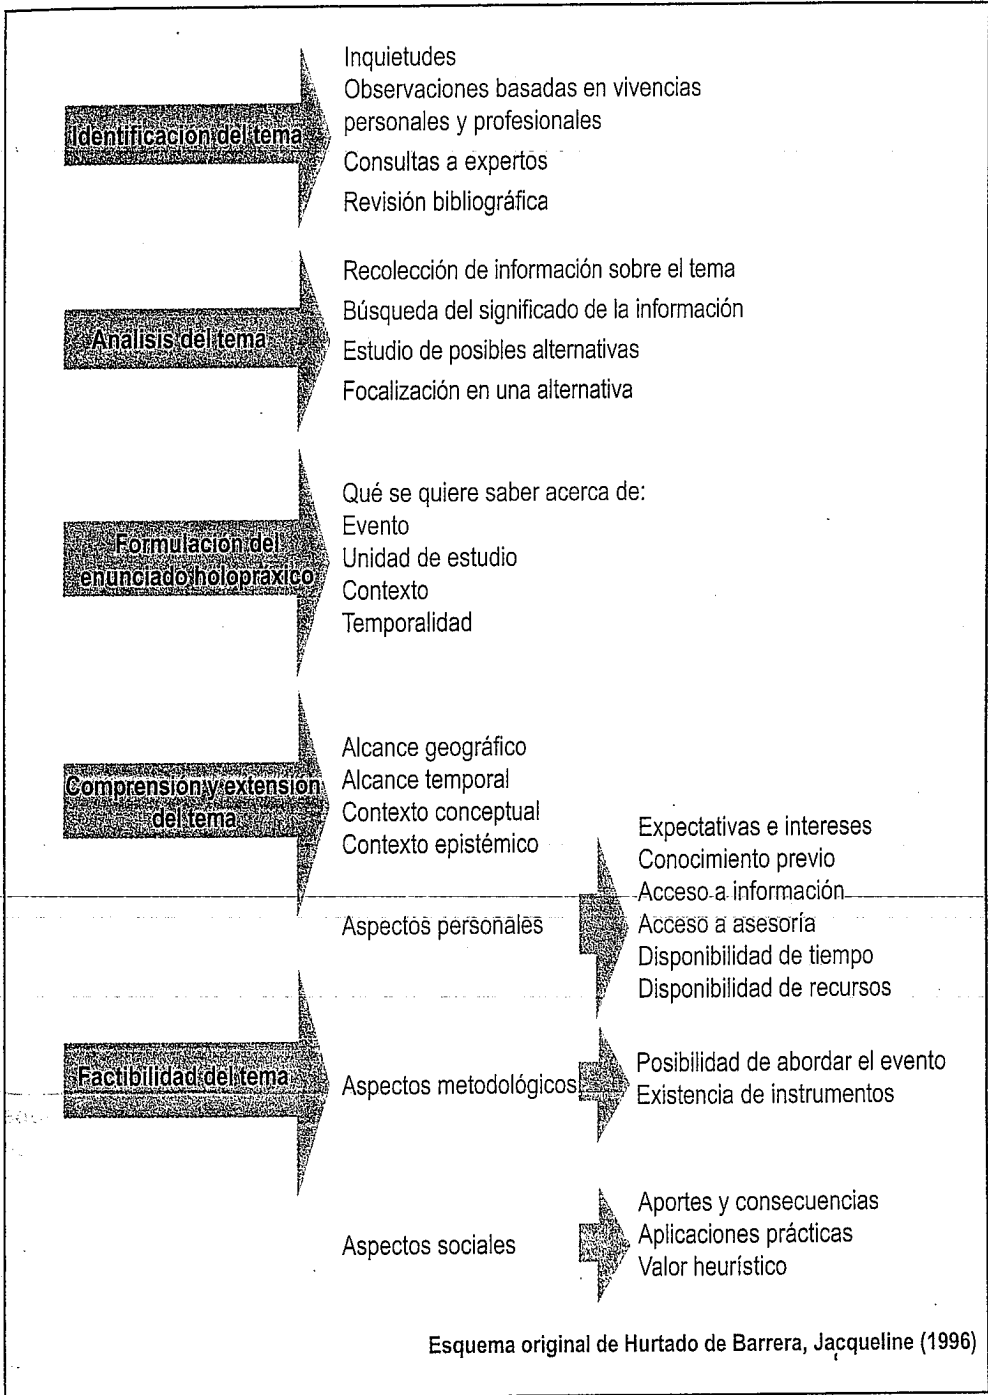 Identificación del tema
Inquietudes
Observaciones basadas en vivencias
personales y profesionales
Consultas a expertos
Revisión bibliográfica
Análisis del tema
Recolección de información sobre el tema
Búsqueda del significado de la información
Estudio de posibles alternativas
Focalización en una alternativa
Formulación del
enunciado holopráxico
Qué se quiere saber acerca de:
Evento
Unidad de estudio
Contexto
Temporalidad
Comprensión y extensión
del tema
Alcance geográfico
Alcance temporal
Contexto conceptual
Contexto epistémico
Factibilidad del tema
Aspectos personales
Expectativas e intereses
Conocimiento previo
Acceso a información
Acceso a asesoría
Disponibilidad de tiempo
Disponibilidad de recursos
Aspectos metodológicos
Posibilidad de abordar el evento
Existencia de instrumentos
Aspectos sociales
Aportes y consecuencias
Aplicaciones prácticas
Valor heurístico
Esquema original de Hurtado de Barrera, Jacqueline (1996)